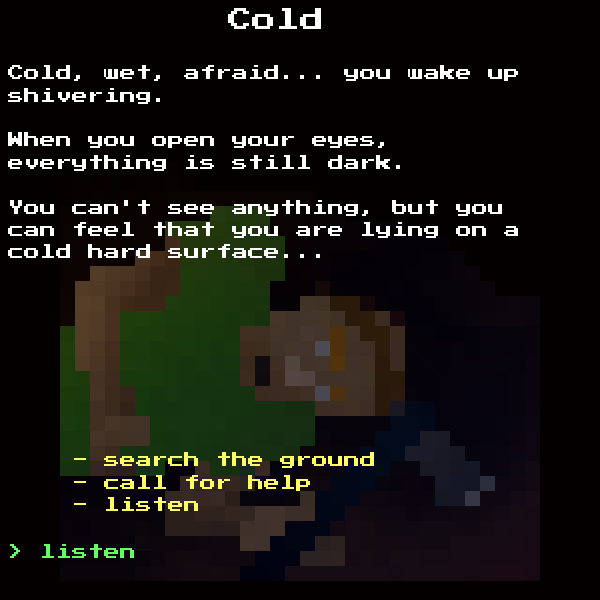 Cold
Cold, wet, afraid... you wake up
shivering.
When you open your eyes,
everything is still dark.
You can't see anything, but you
can feel that you are lying on a
cold hard surface...
- search the ground
- call for help
- listen
> listen